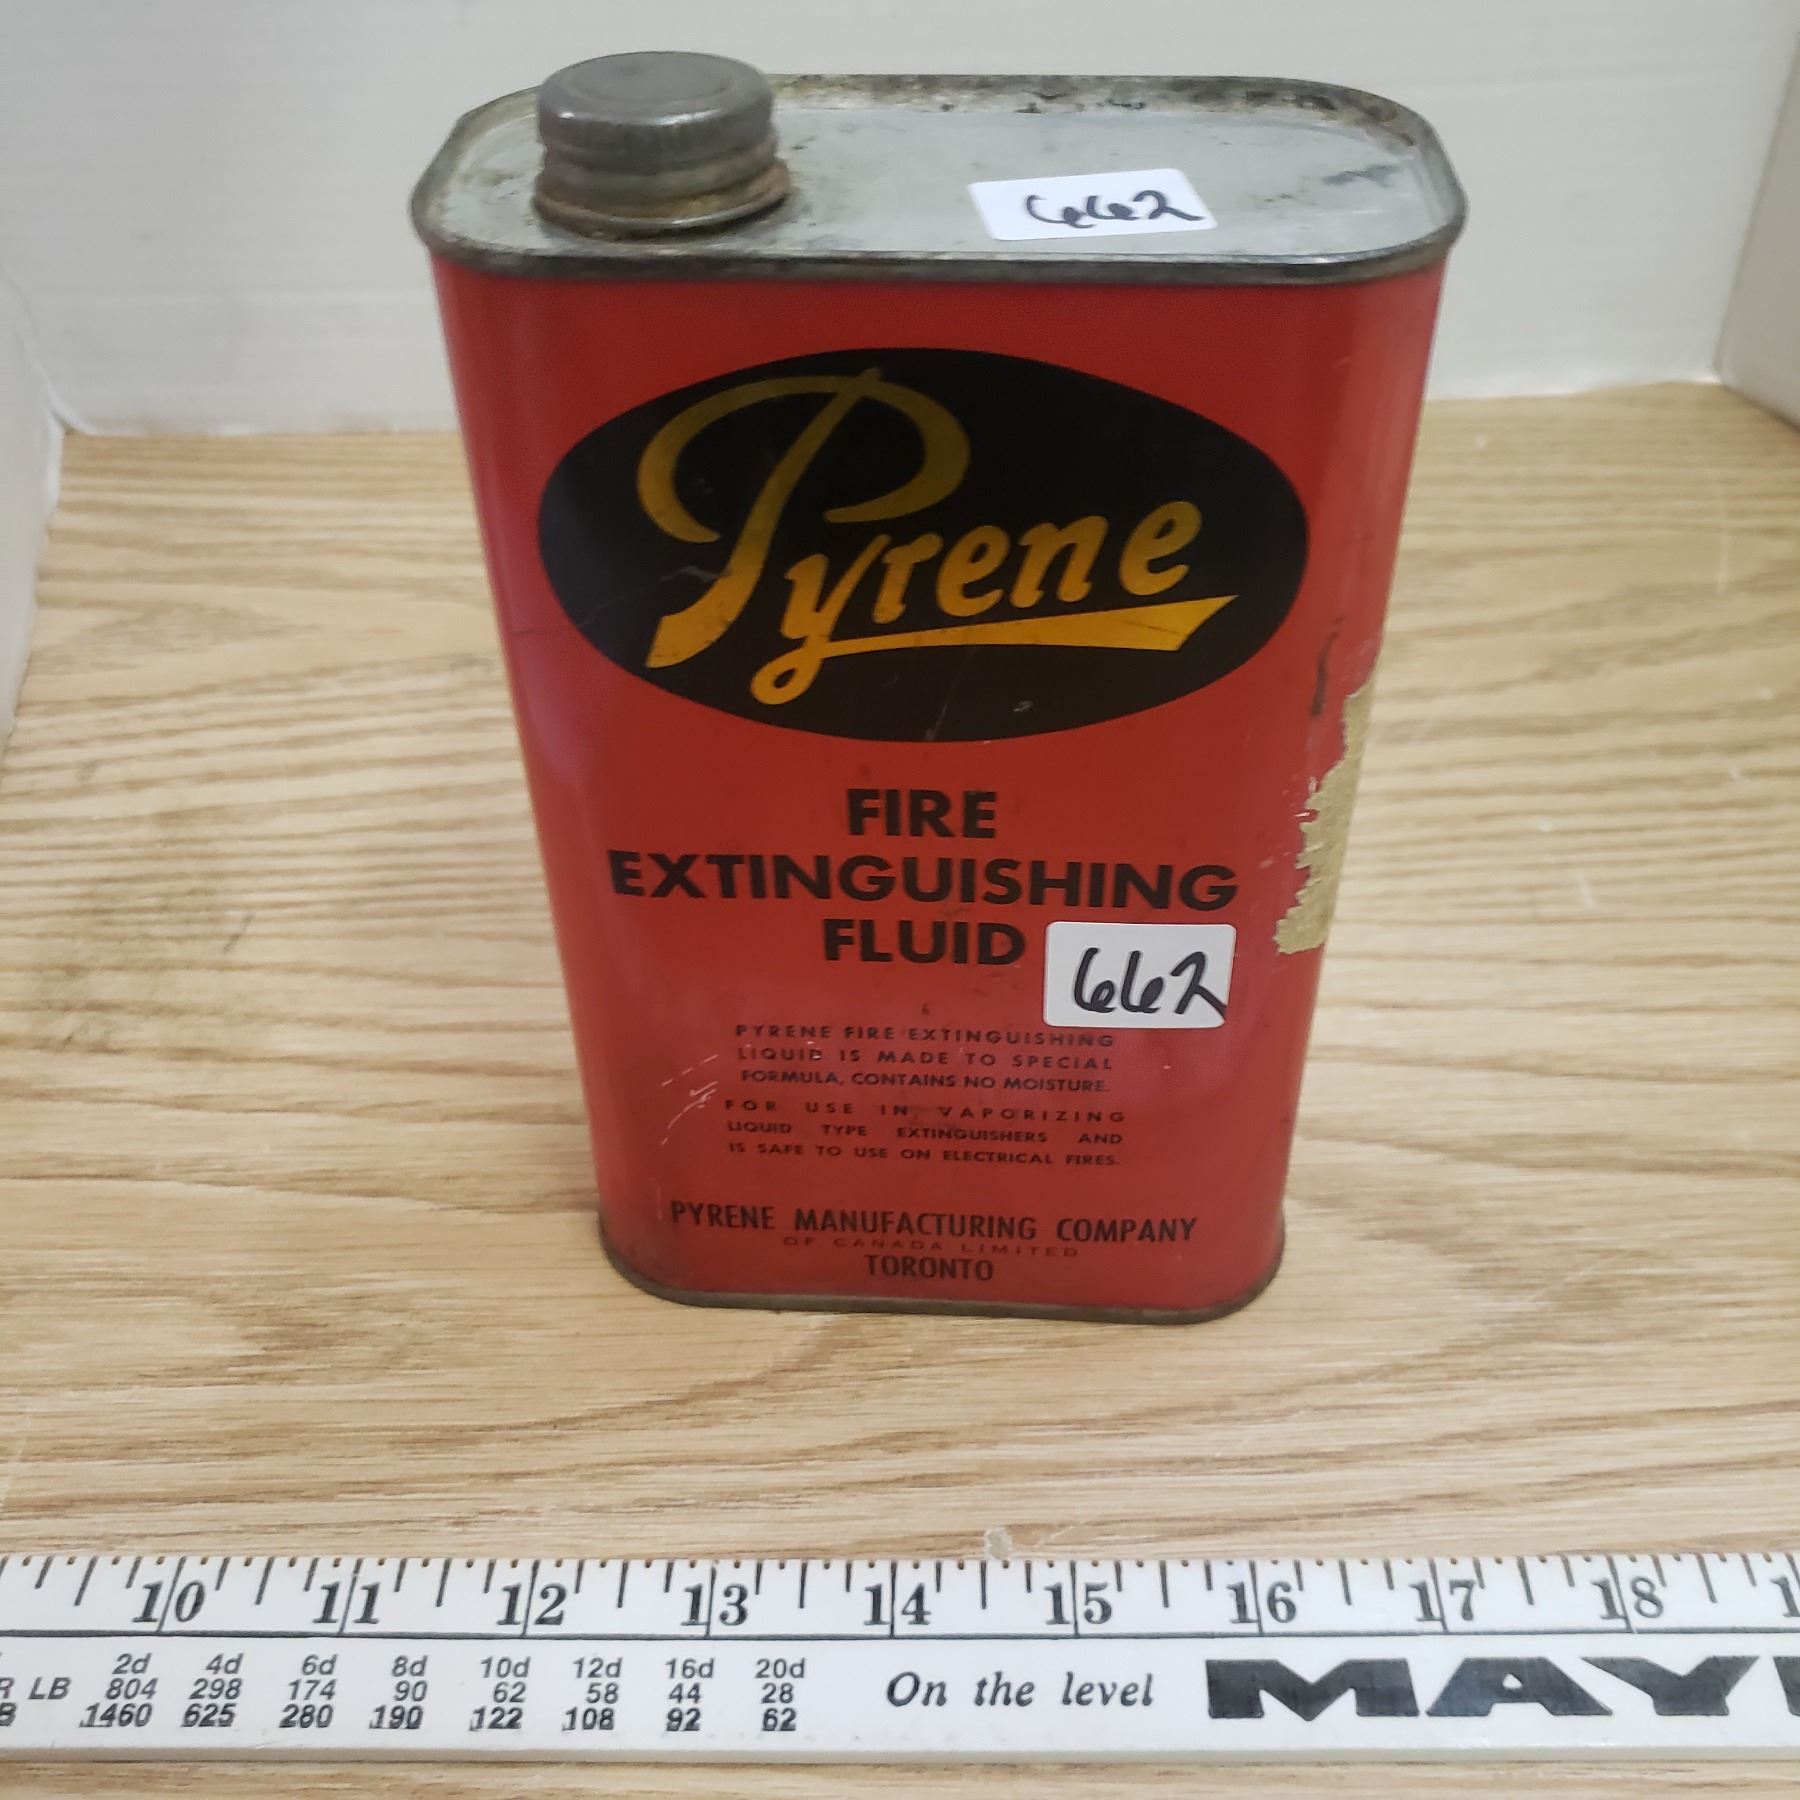 662
Pyrene
FIRE
EXTINGUISHING
FLUID
662
PYRENE FIRE EXTINGUISHING
LIQUID IS MADE TO SPECIAL
FORMULA, CONTAINS NO MOISTURE.
FOR USE IN VAPORIZING
LIQUID TYPE EXTINGUISHERS AND
IS SAFE TO USE ON ELECTRICAL FIRES.
PYRENE MANUFACTURING COMPANY
OF CANADA LIMITED
TORONTO
10 11 12 13 14 15 16 17 18
2d 4d 6d 8d 10d 12d 16d 20d
LB 804 298 174 90 62 58 44 28
1460 625 280 190 122 108 92 62
On the level